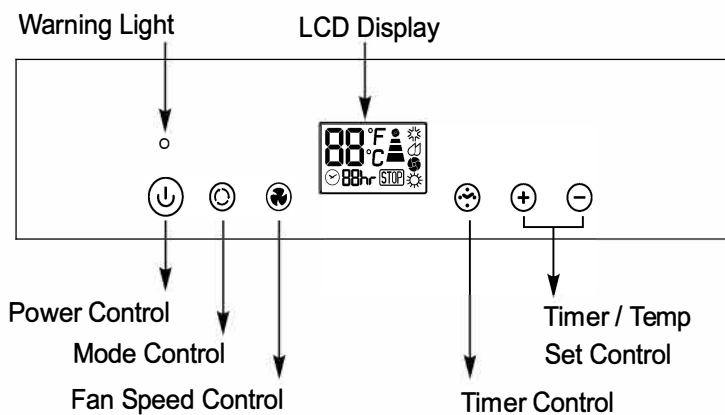 Warning Light
LCD Display
88°F
°C
88hr STOP
Power Control
Mode Control
Fan Speed Control
Timer / Temp
Set Control
Timer Control